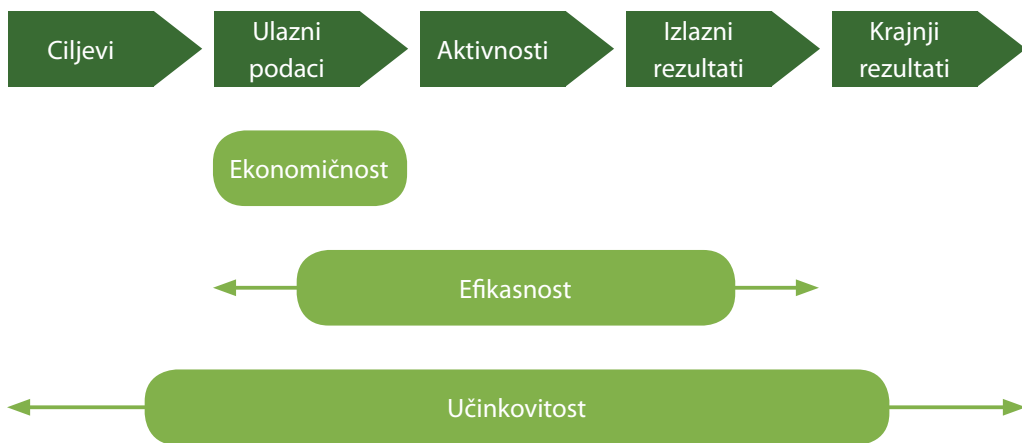 Ciljevi
Ulazni
podaci
Aktivnosti
Izlazni
rezultati
Krajnji
rezultati
Ekonomičnost
Efikasnost
Učinkovitost